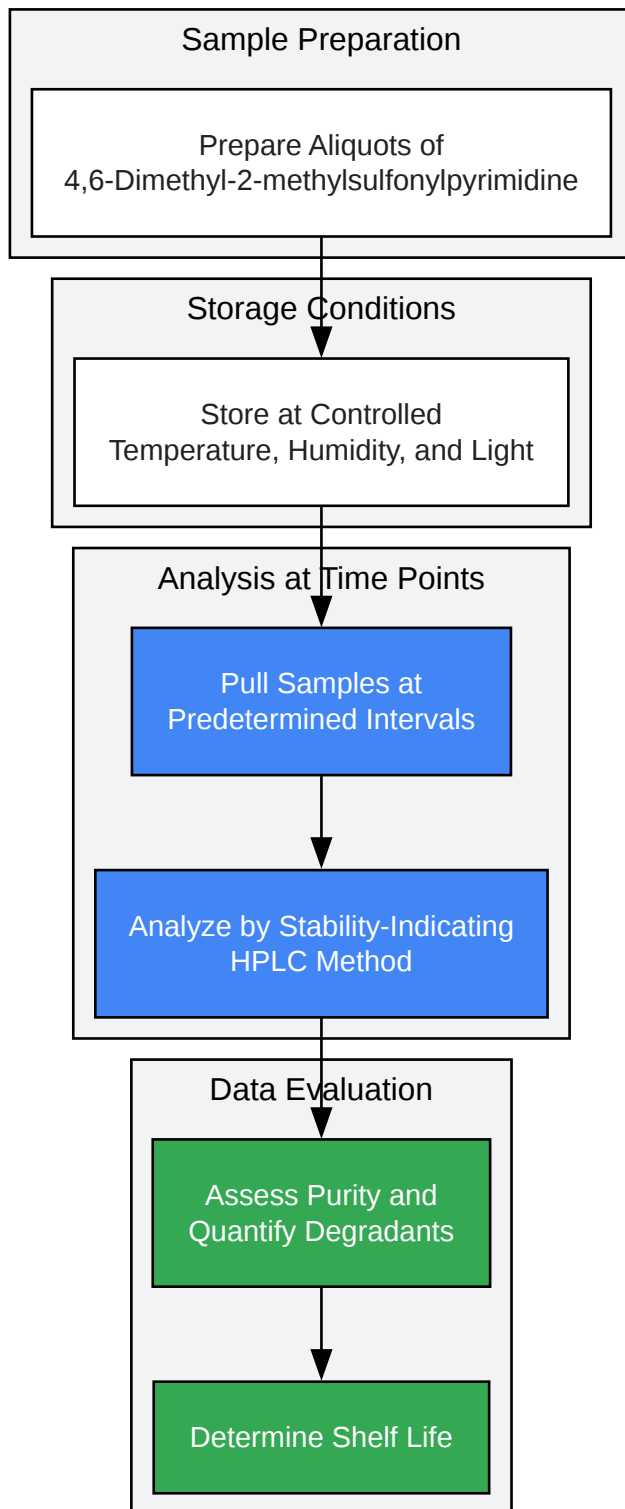 Sample Preparation
Prepare Aliquots of
4,6-Dimethyl-2-methylsulfonylpyrimidine
Storage Conditions
Store at Controlled
Temperature, Humidity, and Light
Analysis at Time Points
Pull Samples at
Predetermined Intervals
Analyze by Stability-Indicating
HPLC Method
Data Evaluation
Assess Purity and
Quantify Degradants
Determine Shelf Life